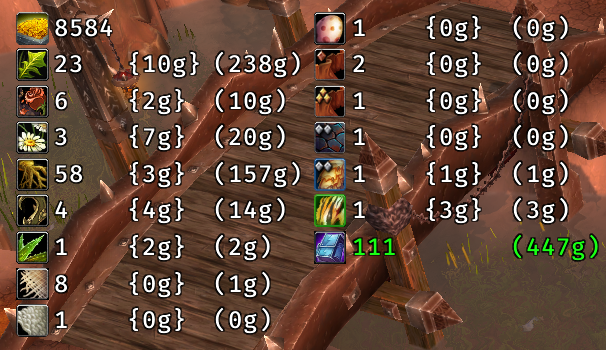 8584
23 {10g} (238g)
6 {2g} (10g)
3 {7g} (20g)
58 {3g} (157g)
4 {4g} (14g)
1 {2g} (2g)
8 {0g} (1g)
1 {0g} (0g)
1 {0g} (0g)
2 {0g} (0g)
1 {0g} (0g)
1 {0g} (0g)
1 {1g} (1g)
1 {3g} (3g)
111 (447g)